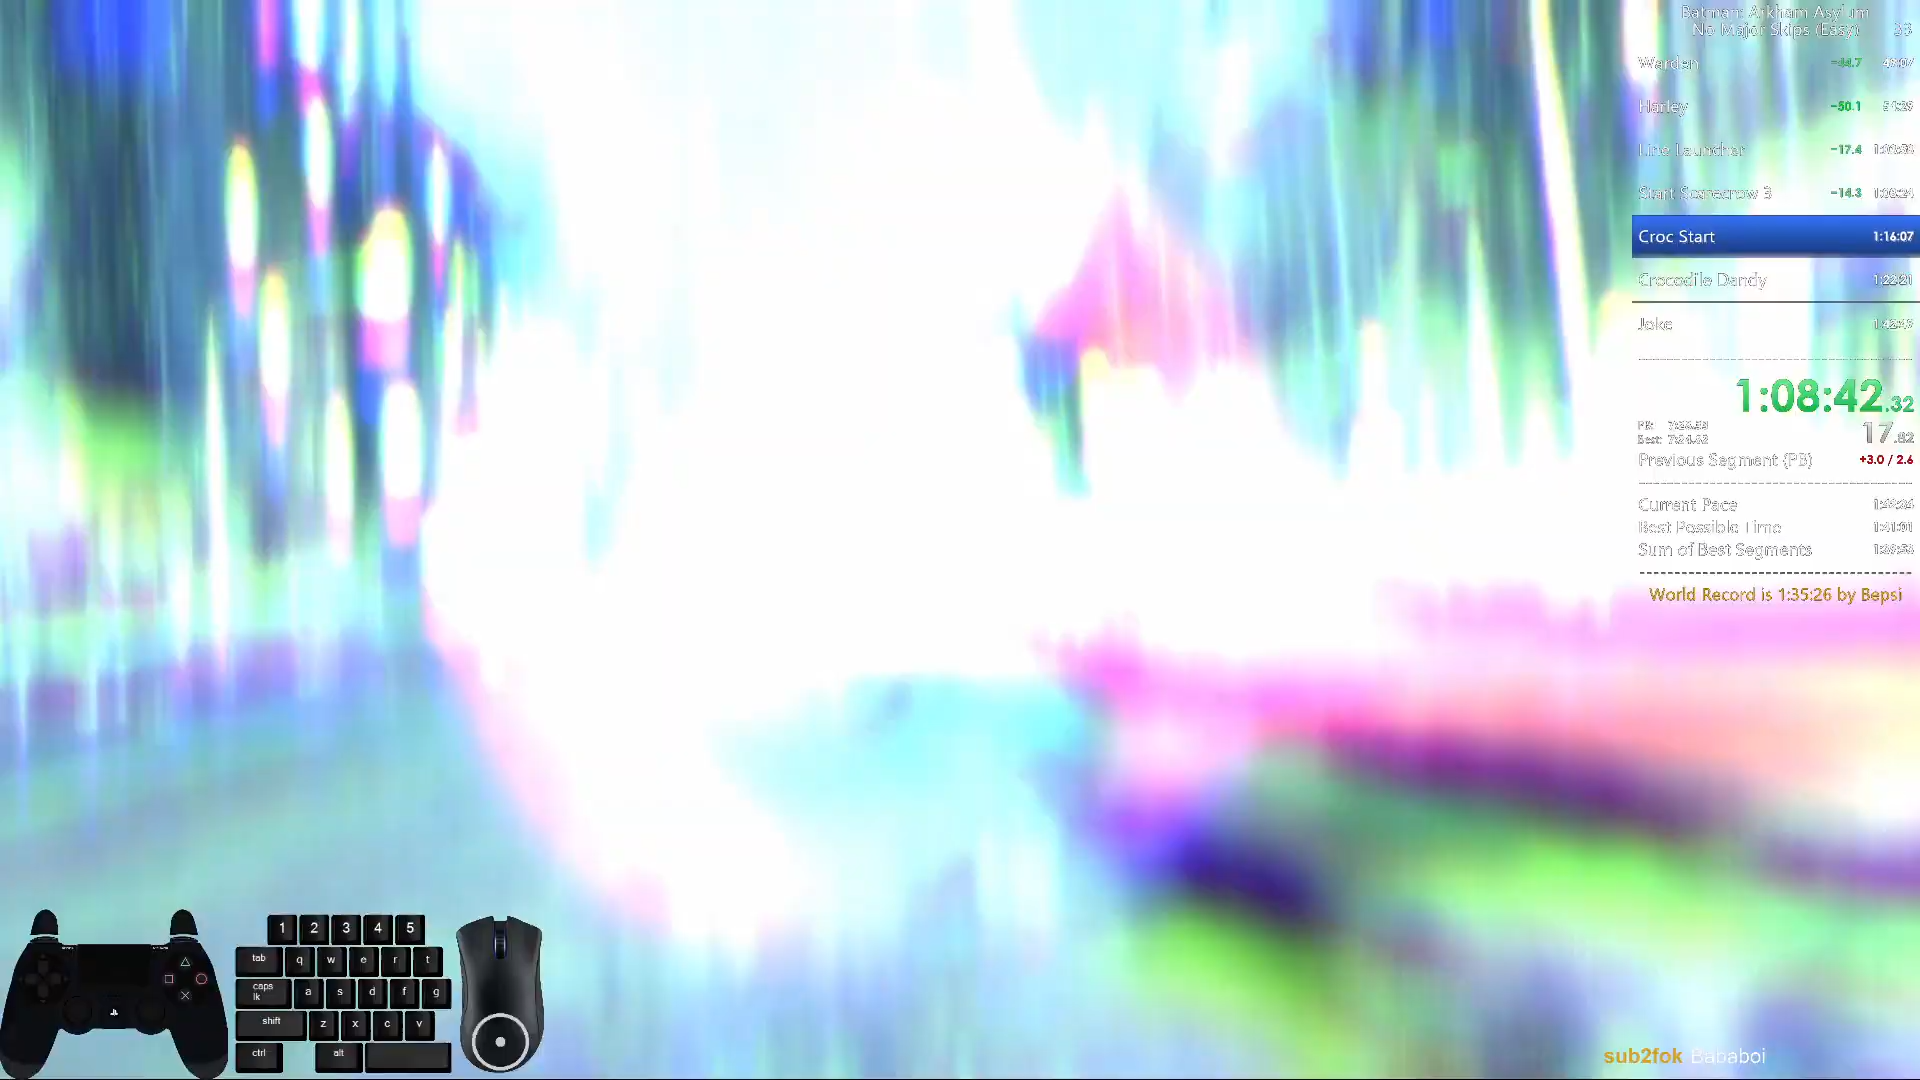 Batman: Arkham Asylum
No Major Skips (Easy)
Warden -44.7
Harley -50.1
Line Launcher -17.4
Start Scarecrow 3 -14.3
Croc Start 1:16:07
Crocodile Dandy
Joke
1:08:42.32
17.82
Previous Segment (PB) +3.0 / 2.6
Current Pace
Best Possible Time
Sum of Best Segments
World Record is 1:35:26 by Bepsi
1 2 3 4 5
tab q w e r t
caps lk a s d f g
shift z x c v
ctrl alt
sub2fok Bababoi